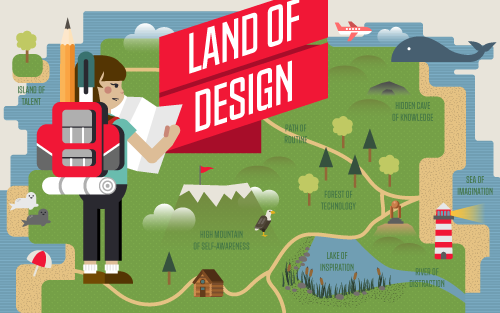 LAND OF
DESIGN
ISLAND OF
TALENT
HIDDEN CAVE
OF KNOWLEDGE
PATH OF
ROUTINE
SEA OF
IMAGINATION
FOREST OF
TECHNOLOGY
HIGH MOUNTAIN
OF SELF-AWARENESS
LAKE OF
INSPIRATION
RIVER OF
DISTRACTION